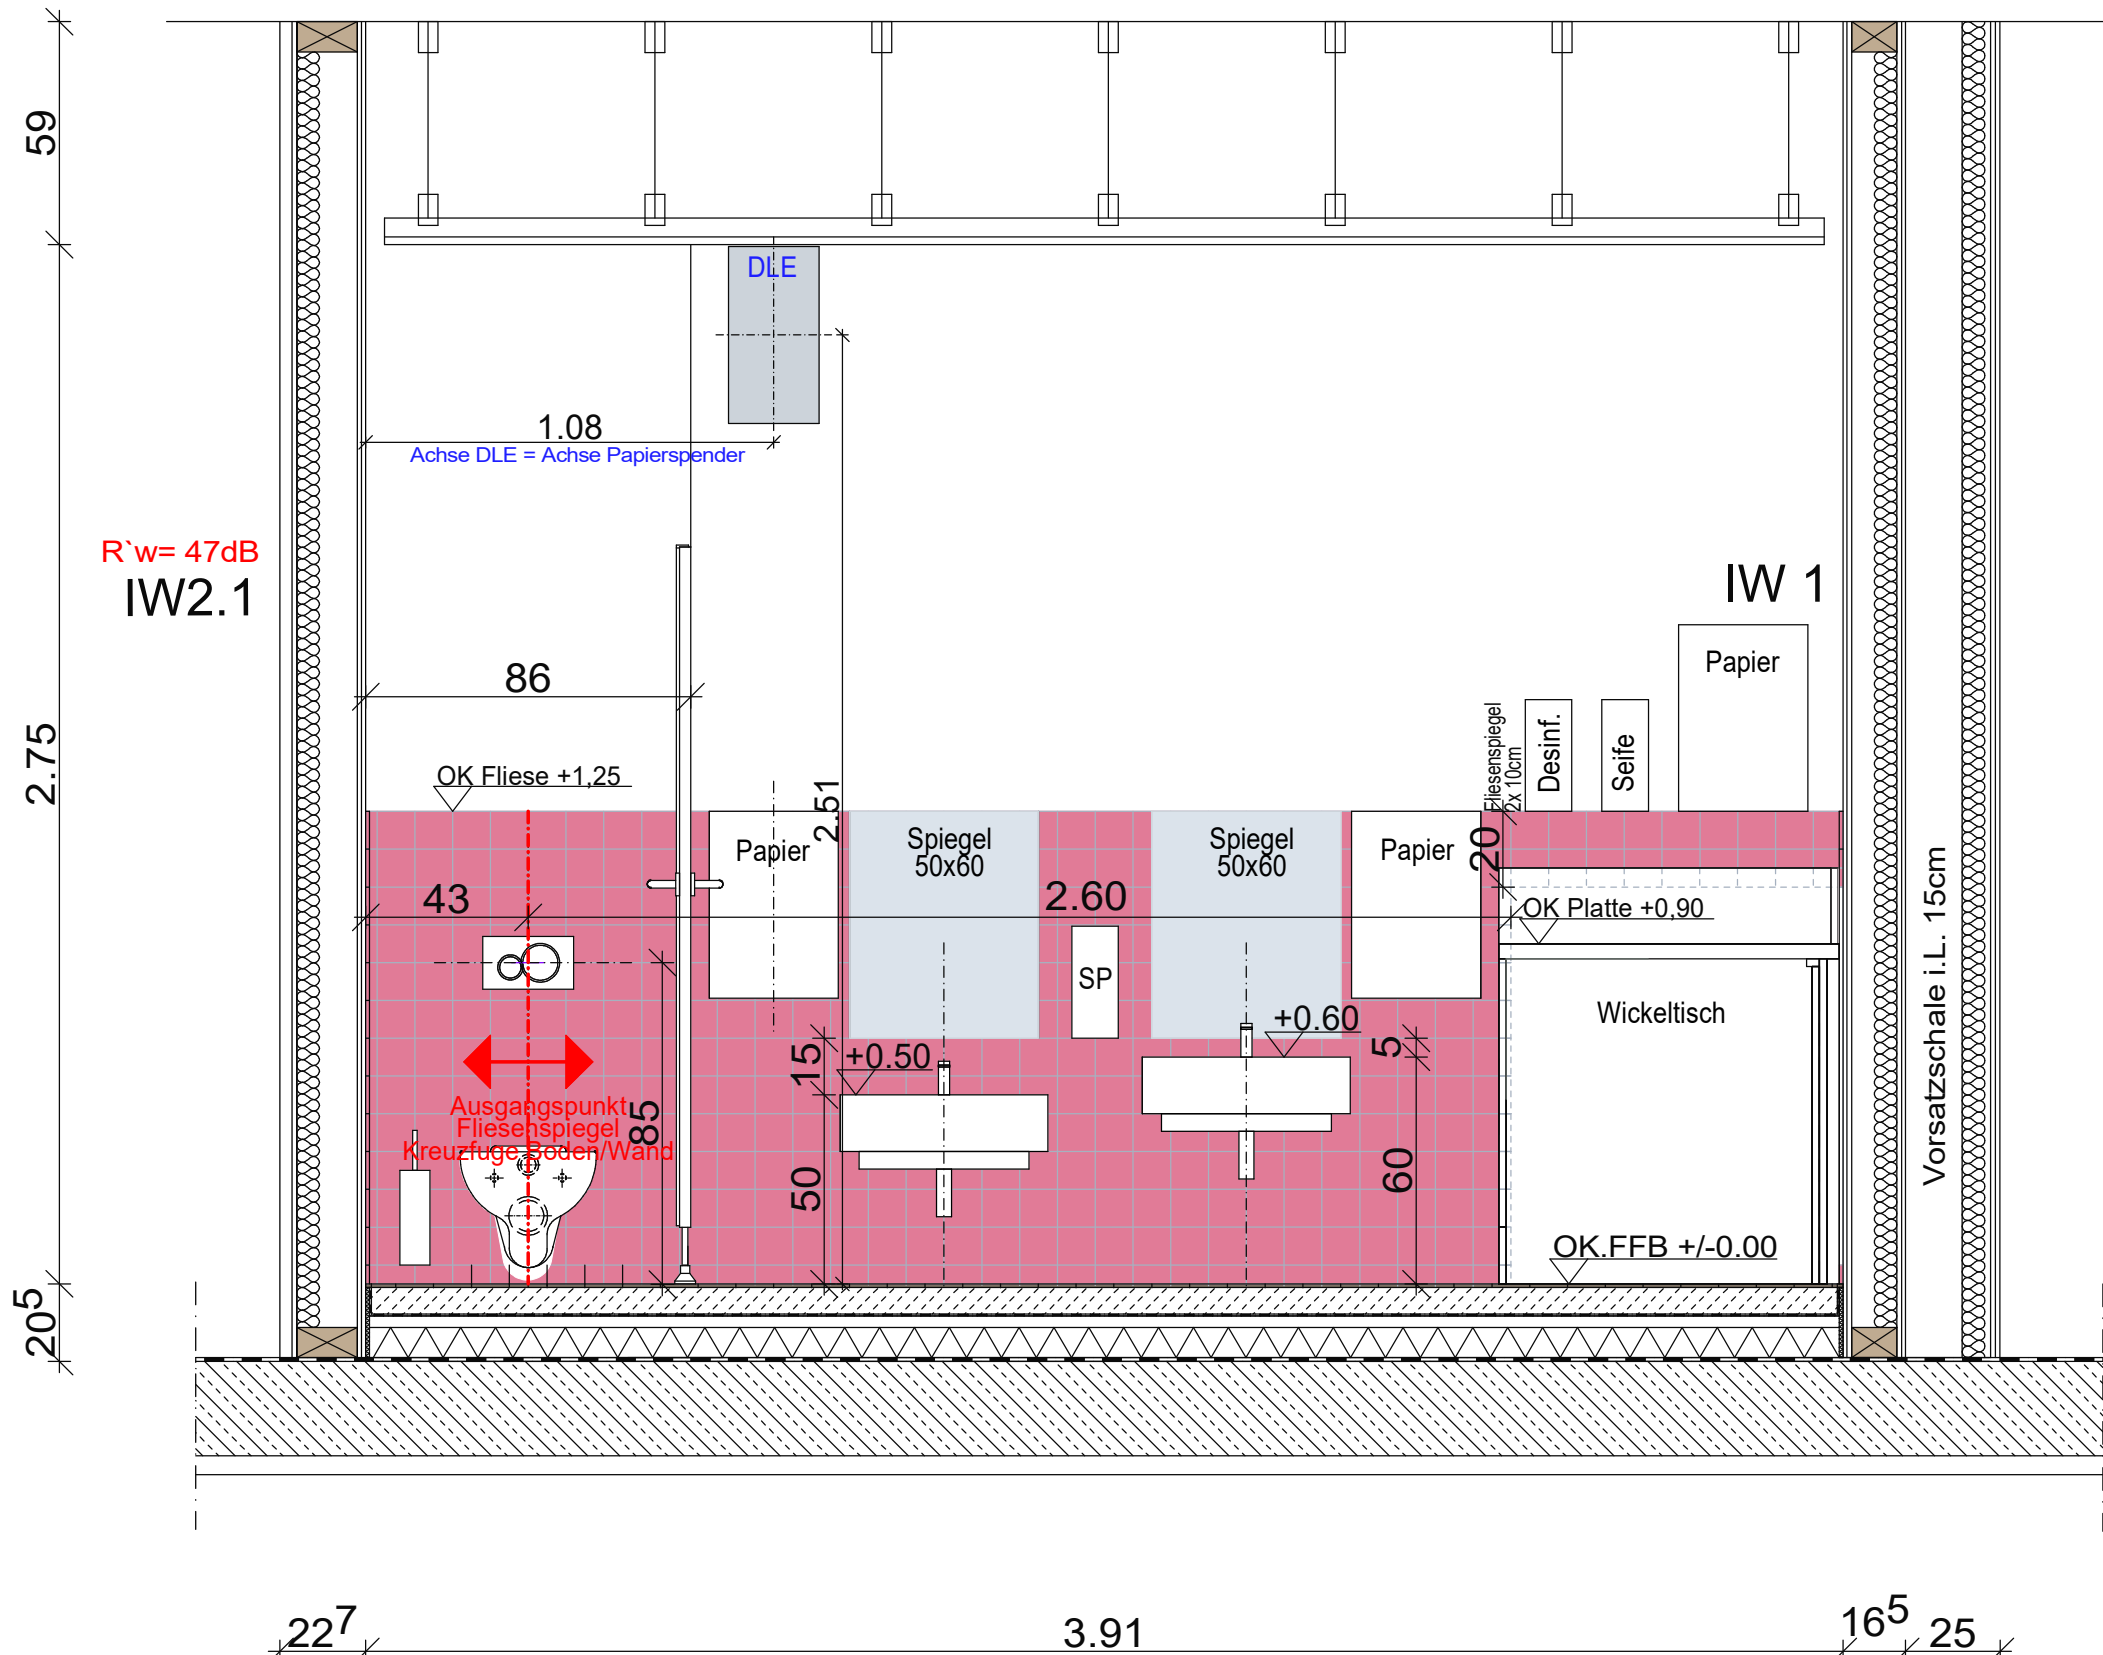 59
DLE
1.08
Achse DLE = Achse Papierspender
R`w= 47dB
IW2.1
IW 1
Papier
86
2.75
Fliesenspiegel
2x 10cm
Desinf.
Seife
OK Fliese +1,25
2.51
Papier
Spiegel
50x60
Spiegel
50x60
Papier
20
43
2.60
OK Platte +0,90
SP
Wickeltisch
Vorsatzschale i.L. 15cm
+0.60
15
+0.50
5
Ausgangspunkt
Fliesenspiegel
Kreuzfuge Boden/Wand
85
50
60
OK.FFB +/-0.00
20⁵
22⁷
3.91
16⁵
25